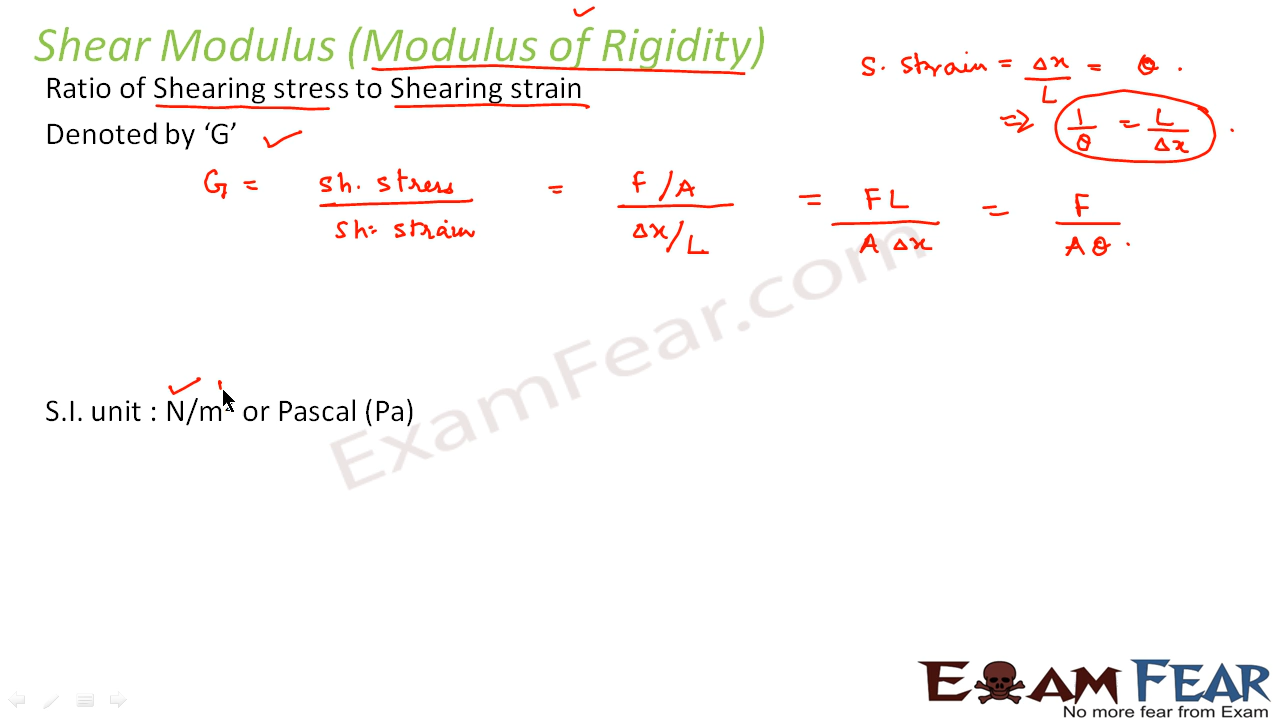 Shear Modulus (Modulus of Rigidity)
S. Strain = Δx/L = θ.
Ratio of Shearing stress to Shearing strain
⇒ 1/θ = L/Δx.
Denoted by ‘G’
G = sh. stress / sh. strain = F/A / Δx/L = FL / A Δx = F / Aθ.
ExamFear.com
S.I. unit : N/m² or Pascal (Pa)
EXAM FEAR
No more fear from Exam